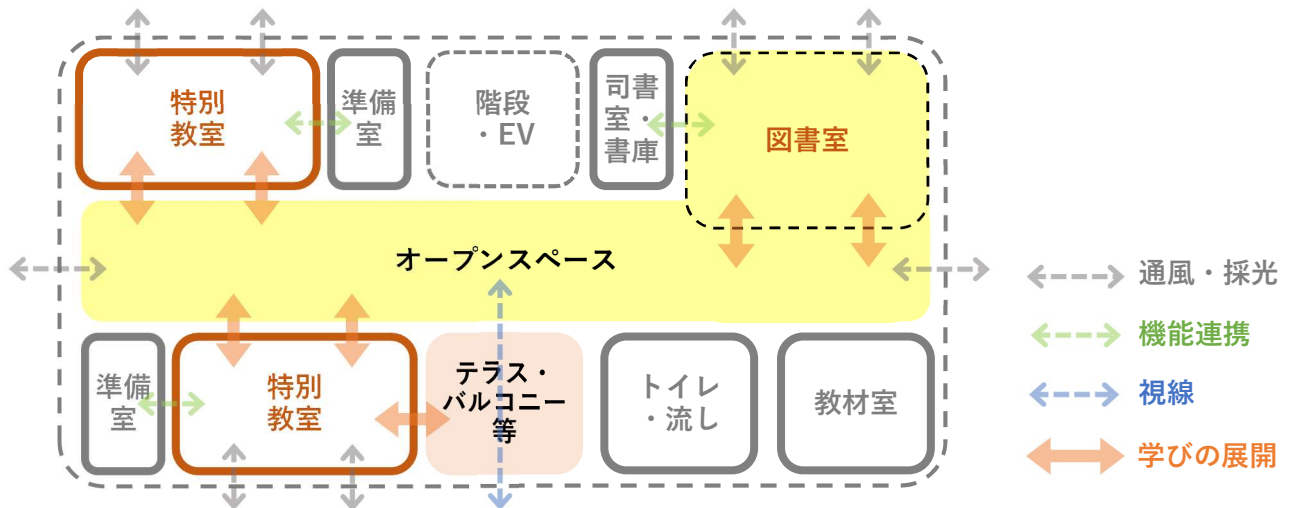 特別
教室
準備
室
階段
・EV
司書
室・
書庫
図書室
オープンスペース
準備
室
特別
教室
テラス・
バルコニー
等
トイレ
・流し
教材室
通風・採光
機能連携
視線
学びの展開